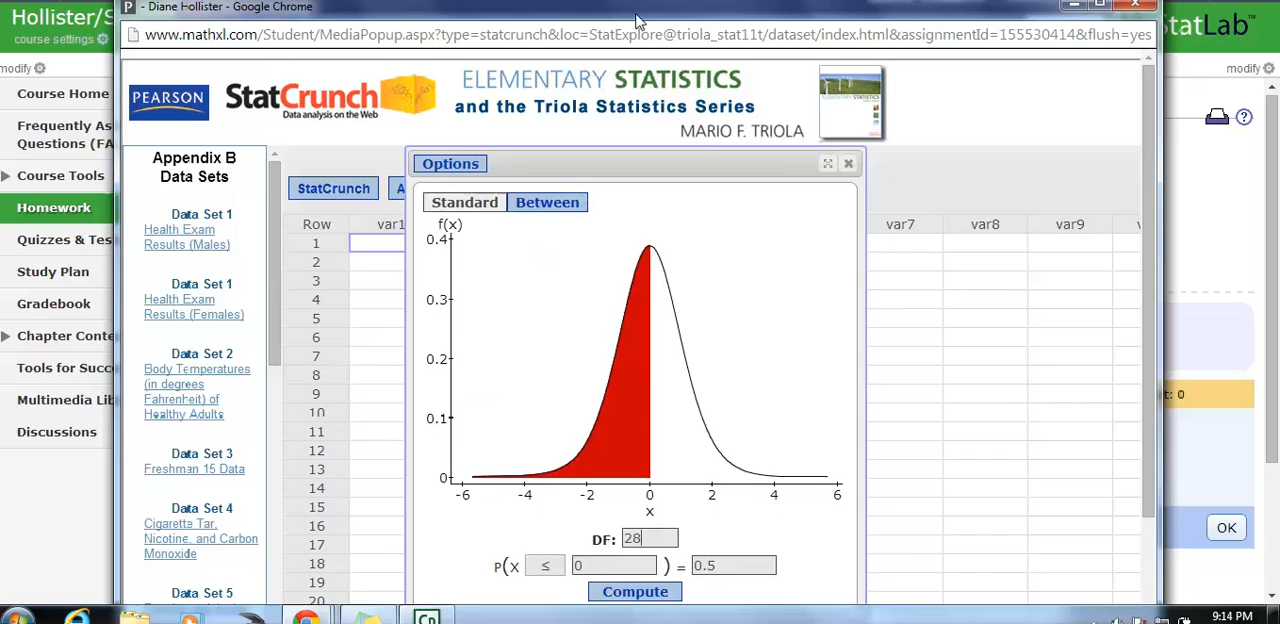 Hollister/S
course settings
- Diane Hollister - Google Chrome
www.mathxl.com/Student/MediaPopup.aspx?type=statcrunch&loc=StatExplore@triola_stat11t/dataset/index.html&assignmentId=155530414&flush=yes
tatLab™
modify
modify
PEARSON
StatCrunch
Data analysis on the Web
ELEMENTARY STATISTICS
and the Triola Statistics Series
MARIO F. TRIOLA
Course Home
Frequently As
Questions (FA
Course Tools
Homework
Quizzes & Tes
Study Plan
Gradebook
Chapter Conte
Tools for Succ
Multimedia Lib
Discussions
Appendix B
Data Sets
Data Set 1
Health Exam
Results (Males)
Data Set 1
Health Exam
Results (Females)
Data Set 2
Body Temperatures
(in degrees
Fahrenheit) of
Healthy Adults
Data Set 3
Freshman 15 Data
Data Set 4
Cigarette Tar,
Nicotine, and Carbon
Monoxide
Data Set 5
StatCrunch
A
Row var1 var7 var8 var9
1
2
3
4
5
6
7
8
9
10
11
12
13
14
15
16
17
18
19
20
Options
Standard Between
f(x)
0.4
0.3
0.2
0.1
0
-6 -4 -2 0 2 4 6
x
DF: 28
P(x ≤ 0 ) = 0.5
Compute
t: 0
OK
9:14 PM